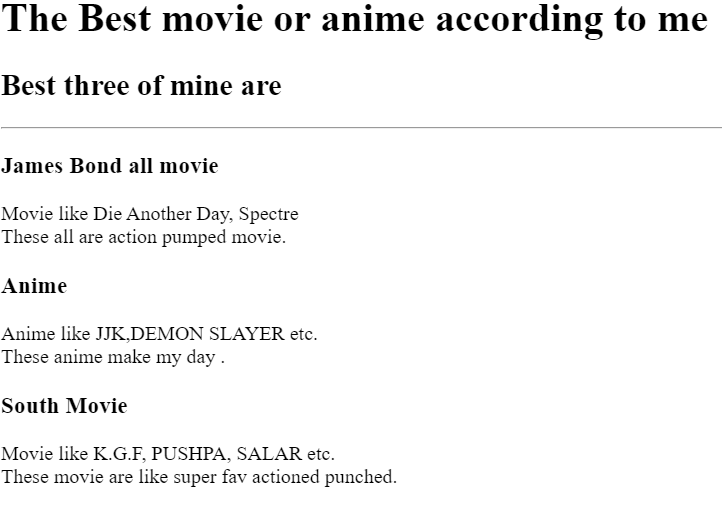 The Best movie or anime according to me
Best three of mine are
James Bond all movie
Movie like Die Another Day, Spectre
These all are action pumped movie.
Anime
Anime like JJK,DEMON SLAYER etc.
These anime make my day .
South Movie
Movie like K.G.F, PUSHPA, SALAR etc.
These movie are like super fav actioned punched.